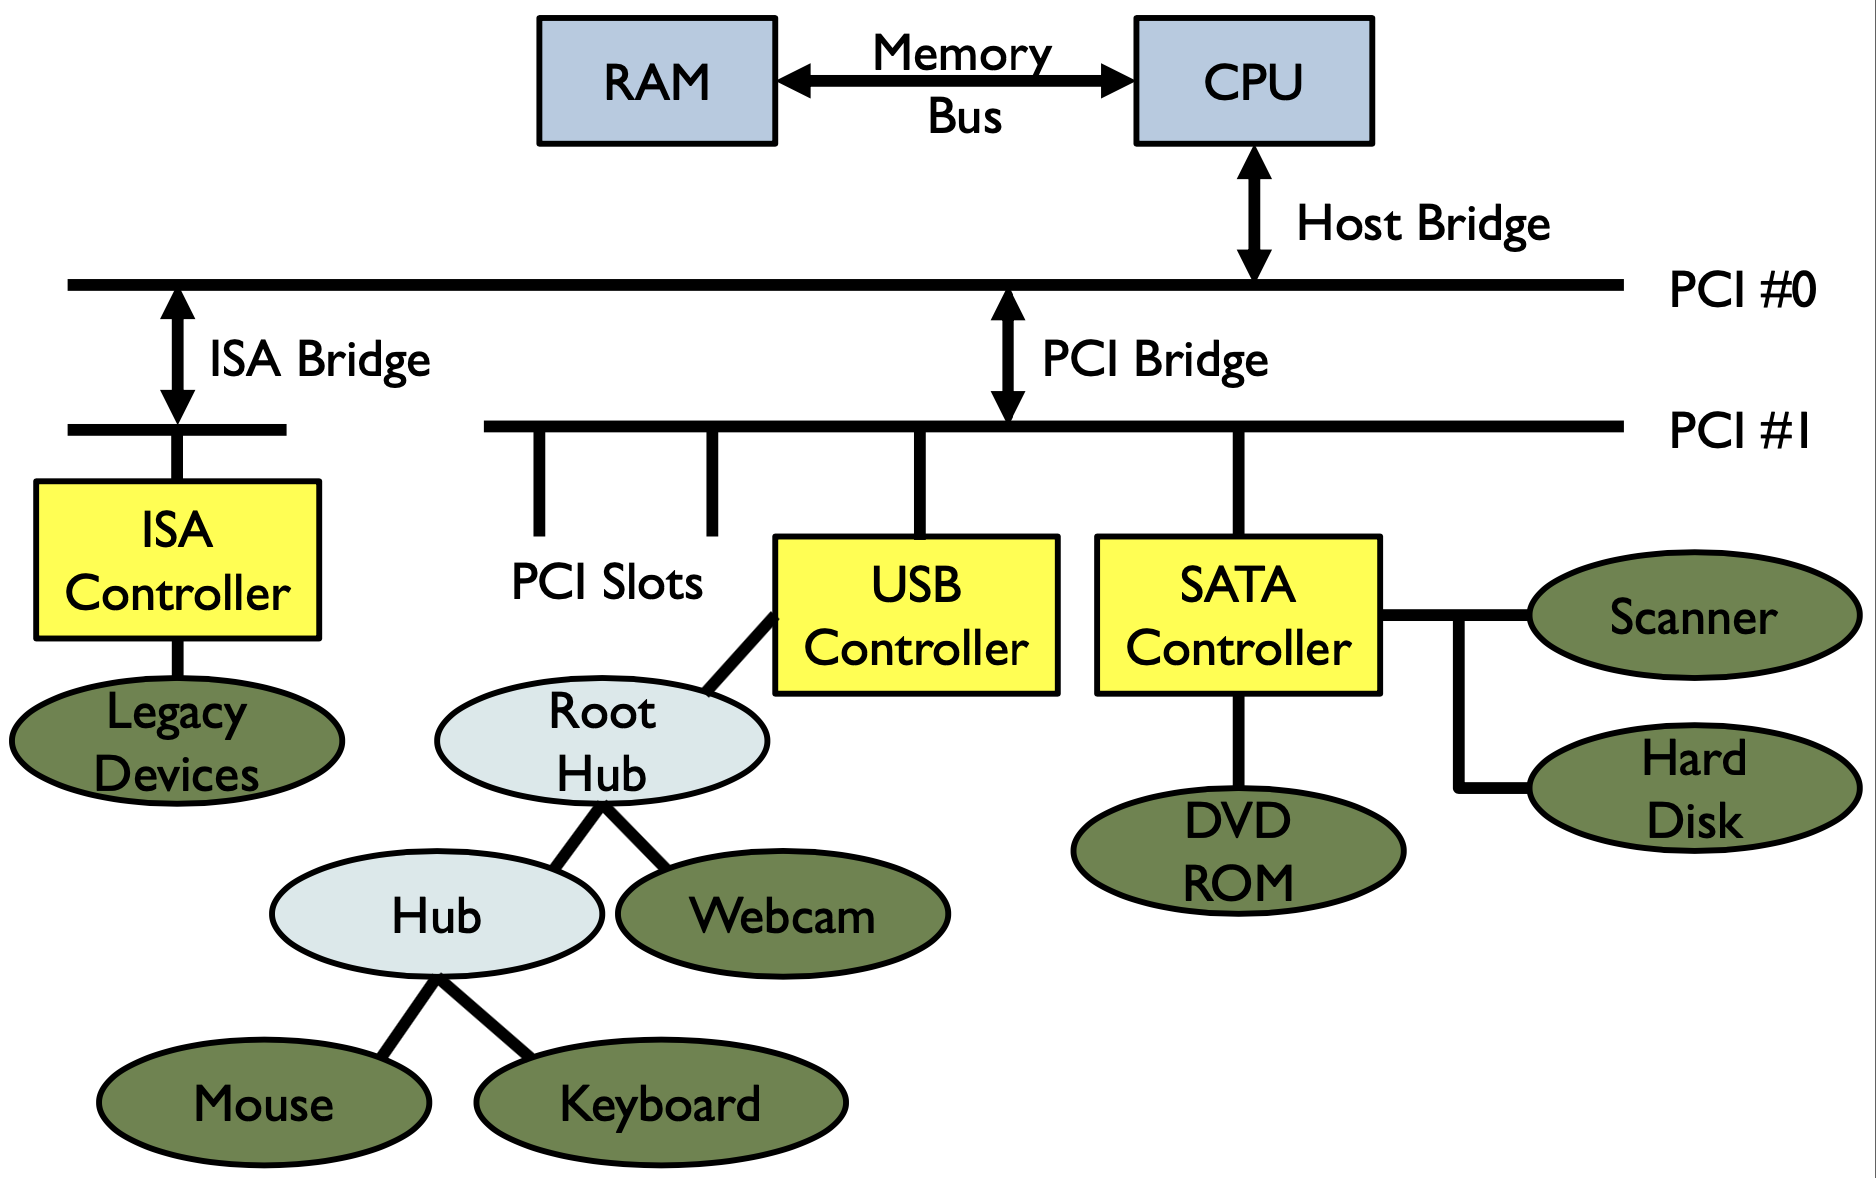 RAM
Memory
Bus
CPU
Host Bridge
PCI #0
ISA Bridge
PCI Bridge
PCI #1
ISA
Controller
PCI Slots
USB
Controller
SATA
Controller
Scanner
Legacy
Devices
Root
Hub
Hard
Disk
DVD
ROM
Hub
Webcam
Mouse
Keyboard